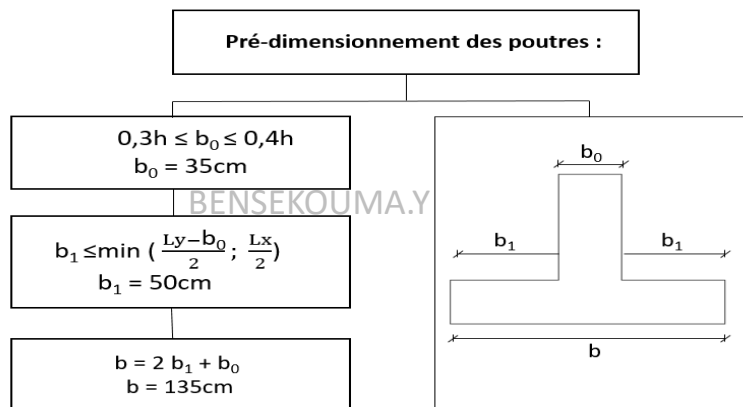 Pré-dimensionnement des poutres :
0,3h ≤ b₀ ≤ 0,4h
b₀ = 35cm
BENSEKOUMA.Y
b₁ ≤min ( (Ly−b₀)/2 ; Lx/2)
b₁ = 50cm
b = 2 b₁ + b₀
b = 135cm
b₀
b₁ b₁
b